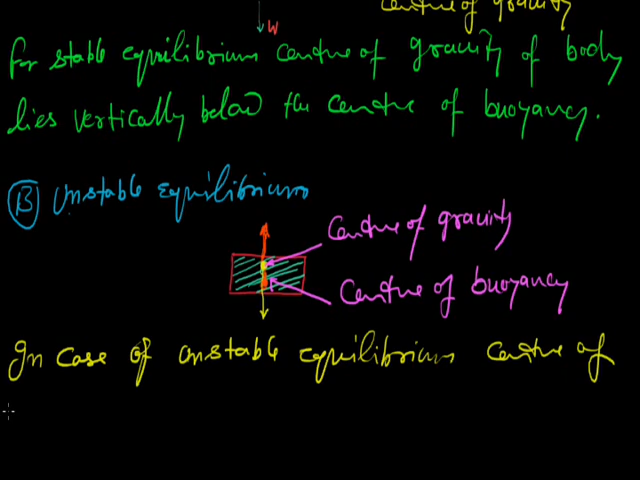 W
Centre of gravity
For stable equilibrium centre of gravity of body
lies vertically below the centre of buoyancy.
B Unstable equilibrium
Centre of gravity
Centre of buoyancy
In case of unstable equilibrium centre of